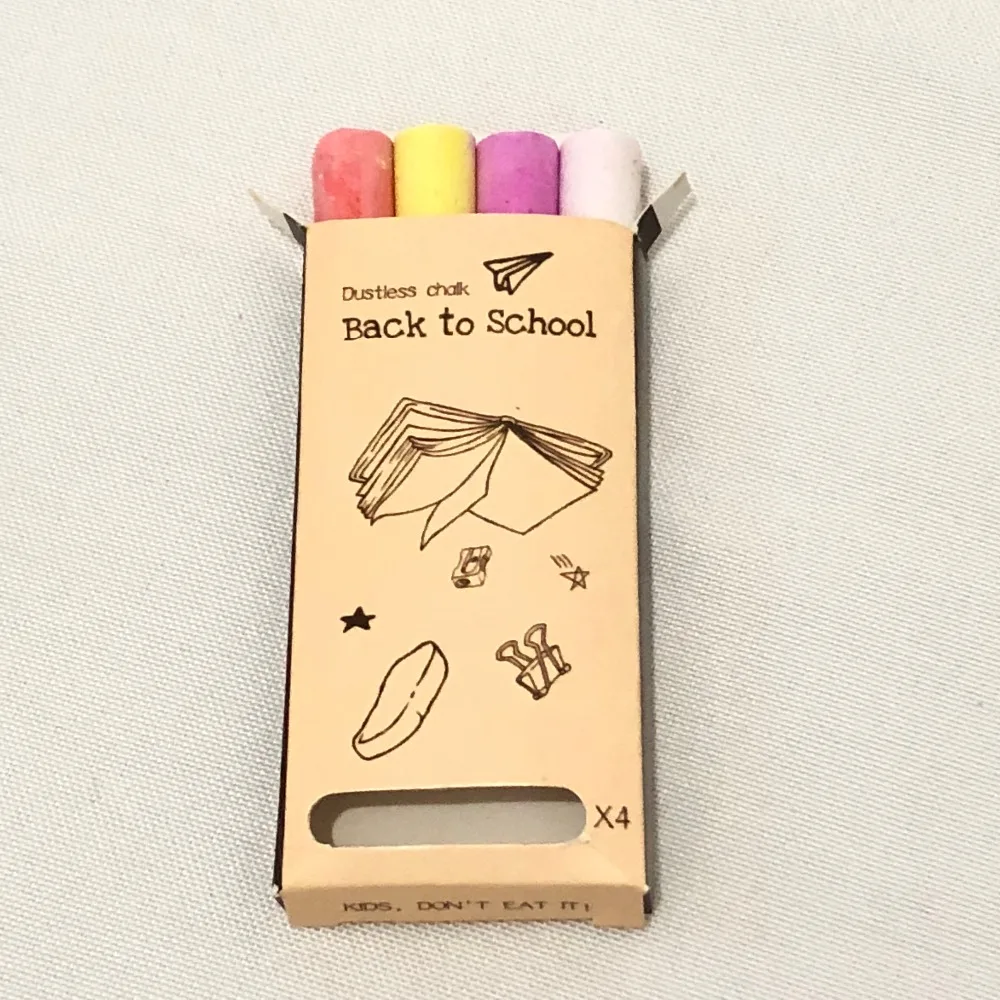 Dustless chalk
Back to School
X4
KIDS, DON'T EAT IT!